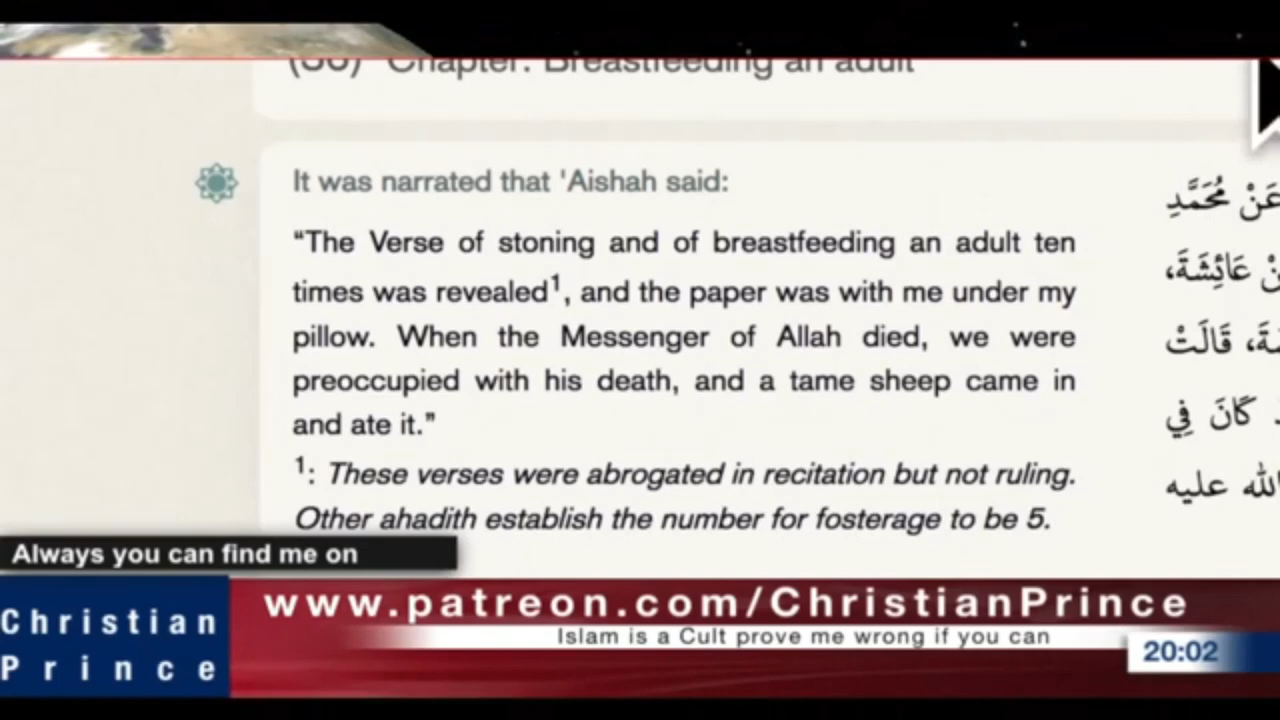 (36) Chapter: Breastfeeding an adult
It was narrated that 'Aishah said:
“The Verse of stoning and of breastfeeding an adult ten
times was revealed¹, and the paper was with me under my
pillow. When the Messenger of Allah died, we were
preoccupied with his death, and a tame sheep came in
and ate it.”
¹: These verses were abrogated in recitation but not ruling.
Other ahadith establish the number for fosterage to be 5.
عَنْ مُحَمَّدِ
نْ عَائِشَةَ،
قَالَتْ
كَانَ فِي
الله عليه
Always you can find me on
www.patreon.com/ChristianPrince
Islam is a Cult prove me wrong if you can
Christian
Prince
20:02